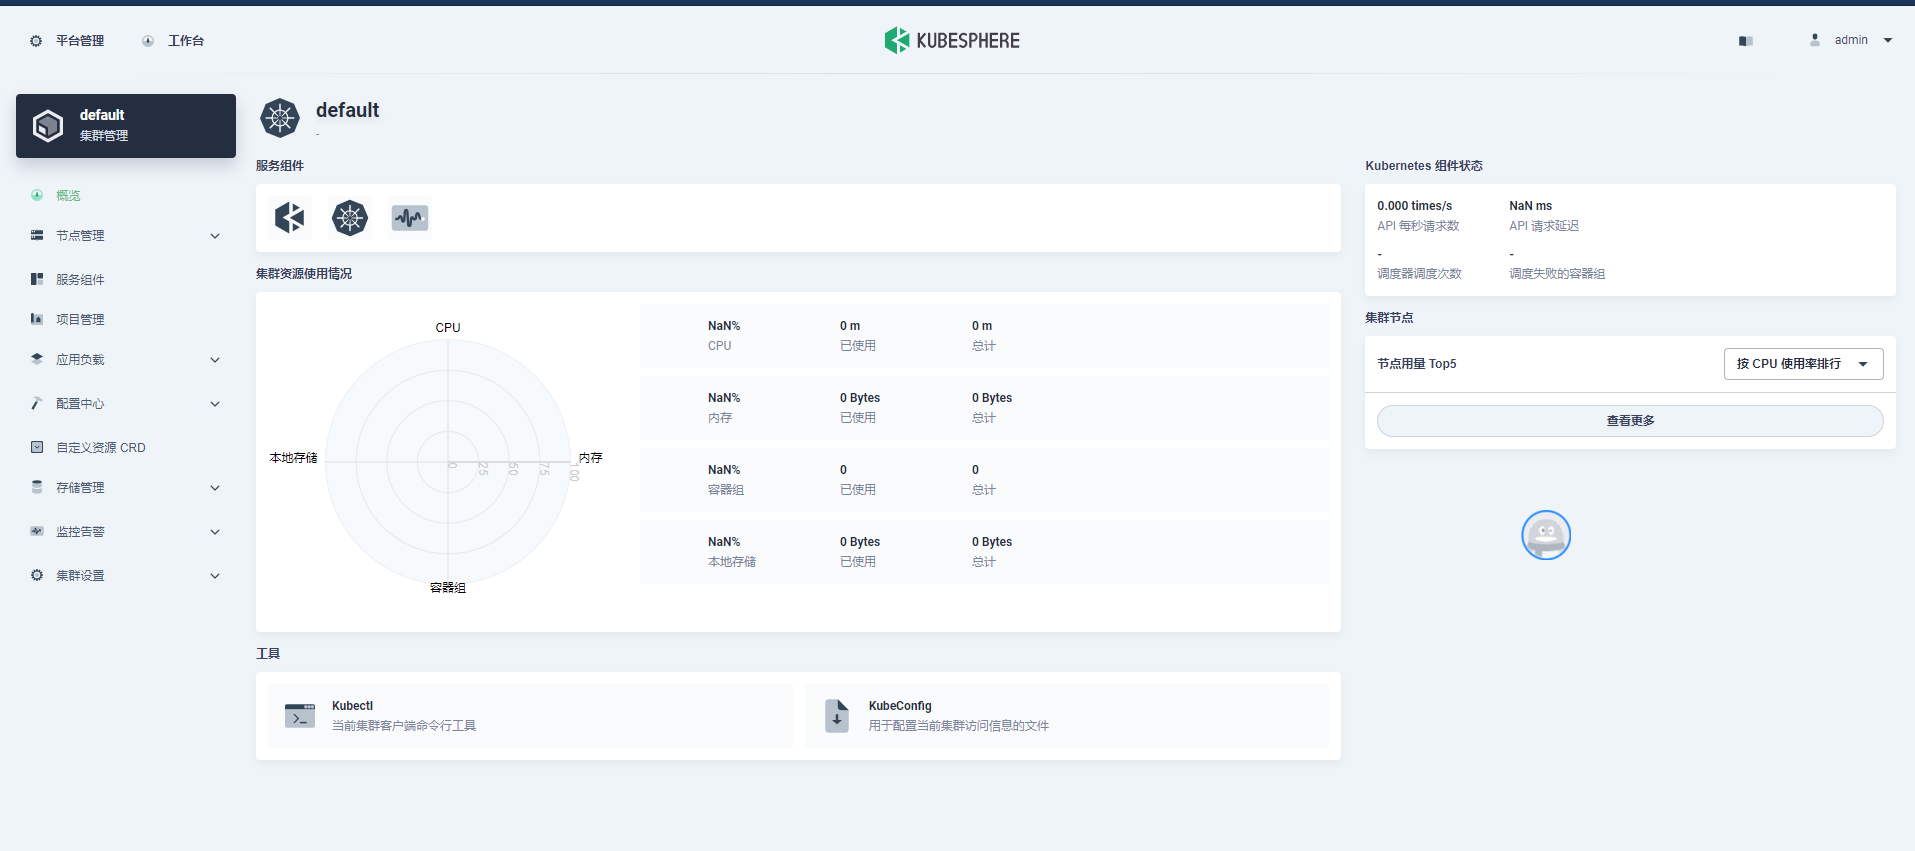 平台管理
工作台
KUBESPHERE
admin
default
集群管理
概览
节点管理
服务组件
项目管理
应用负载
配置中心
自定义资源 CRD
存储管理
监控告警
集群设置
default
-
服务组件
集群资源使用情况
CPU
本地存储
内存
容器组
0
25
50
75
100
NaN%
CPU
0 m
已使用
0 m
总计
NaN%
内存
0 Bytes
已使用
0 Bytes
总计
NaN%
容器组
0
已使用
0
总计
NaN%
本地存储
0 Bytes
已使用
0 Bytes
总计
工具
Kubectl
当前集群客户端命令行工具
KubeConfig
用于配置当前集群访问信息的文件
Kubernetes 组件状态
0.000 times/s
API 每秒请求数
NaN ms
API 请求延迟
-
调度器调度次数
-
调度失败的容器组
集群节点
节点用量 Top5
按 CPU 使用率排行
查看更多